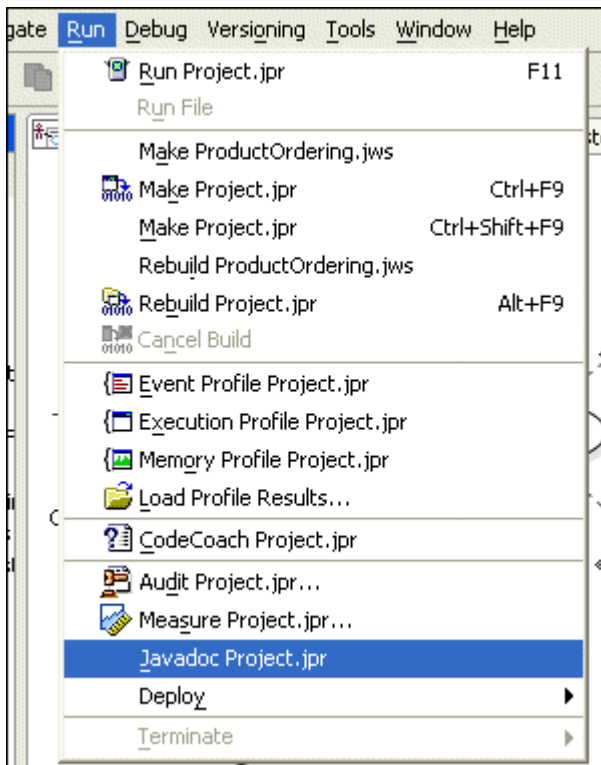 gate Run Debug Versioning Tools Window Help
Run Project.jpr F11
Run File
Make ProductOrdering.jws
Make Project.jpr Ctrl+F9
Make Project.jpr Ctrl+Shift+F9
Rebuild ProductOrdering.jws
Rebuild Project.jpr Alt+F9
Cancel Build
Event Profile Project.jpr
Execution Profile Project.jpr
Memory Profile Project.jpr
Load Profile Results...
CodeCoach Project.jpr
Audit Project.jpr...
Measure Project.jpr...
Javadoc Project.jpr
Deploy
Terminate